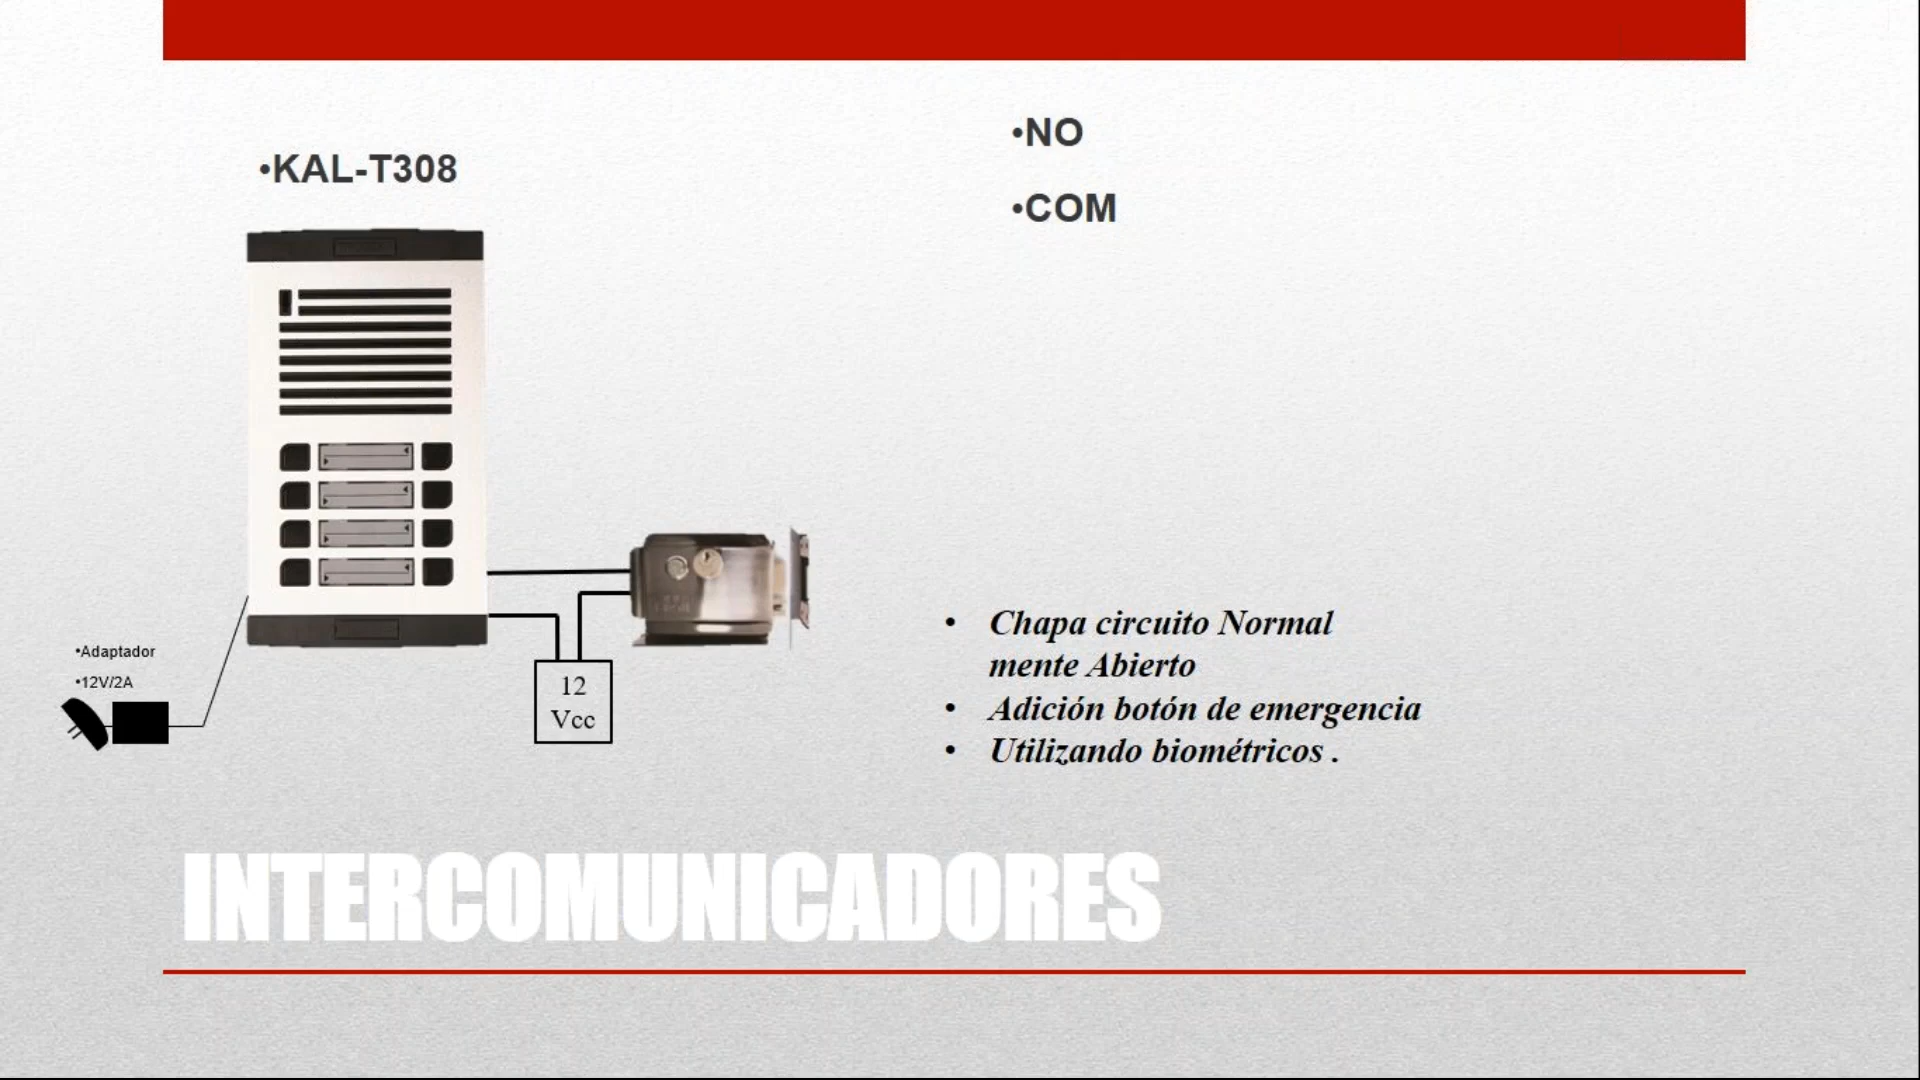 •NO
•KAL-T308
•COM
•Adaptador
•12V/2A
12
Vcc
• Chapa circuito Normal
mente Abierto
• Adición botón de emergencia
• Utilizando biométricos .
INTERCOMUNICADORES